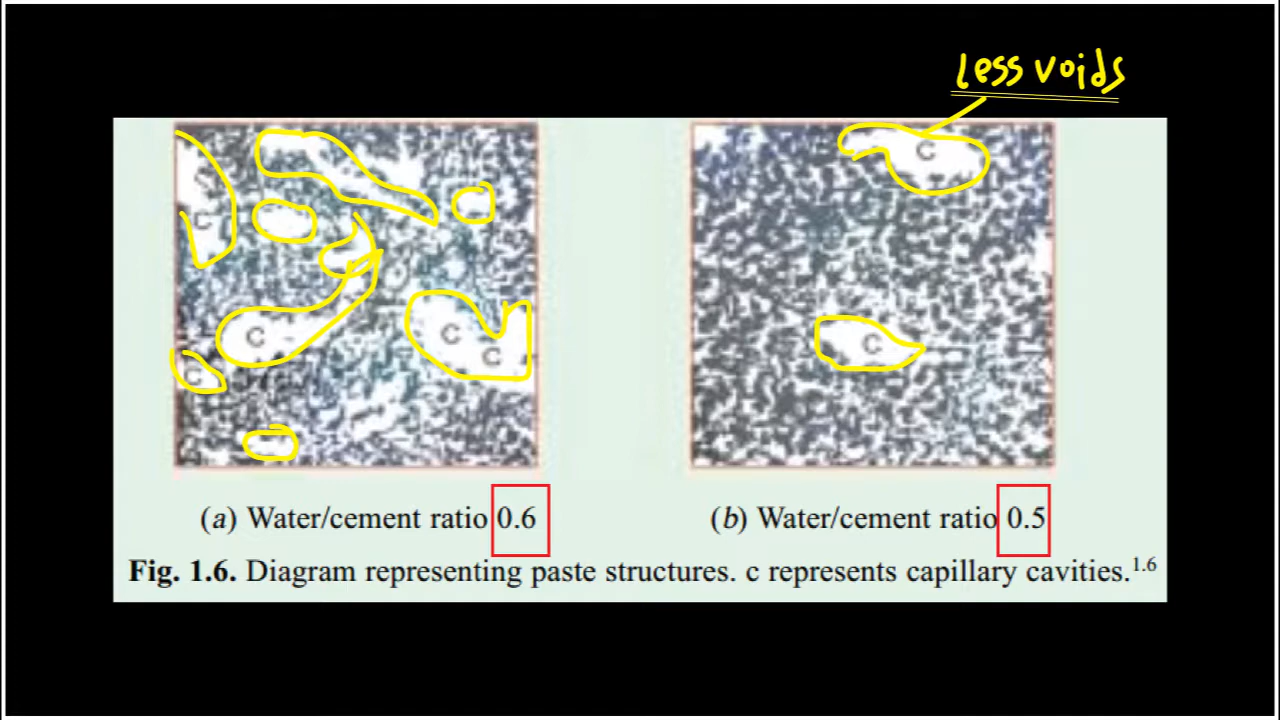 Less voids
C
C
C
C
C
C
C
(a) Water/cement ratio 0.6
(b) Water/cement ratio 0.5
Fig. 1.6. Diagram representing paste structures. c represents capillary cavities.1.6